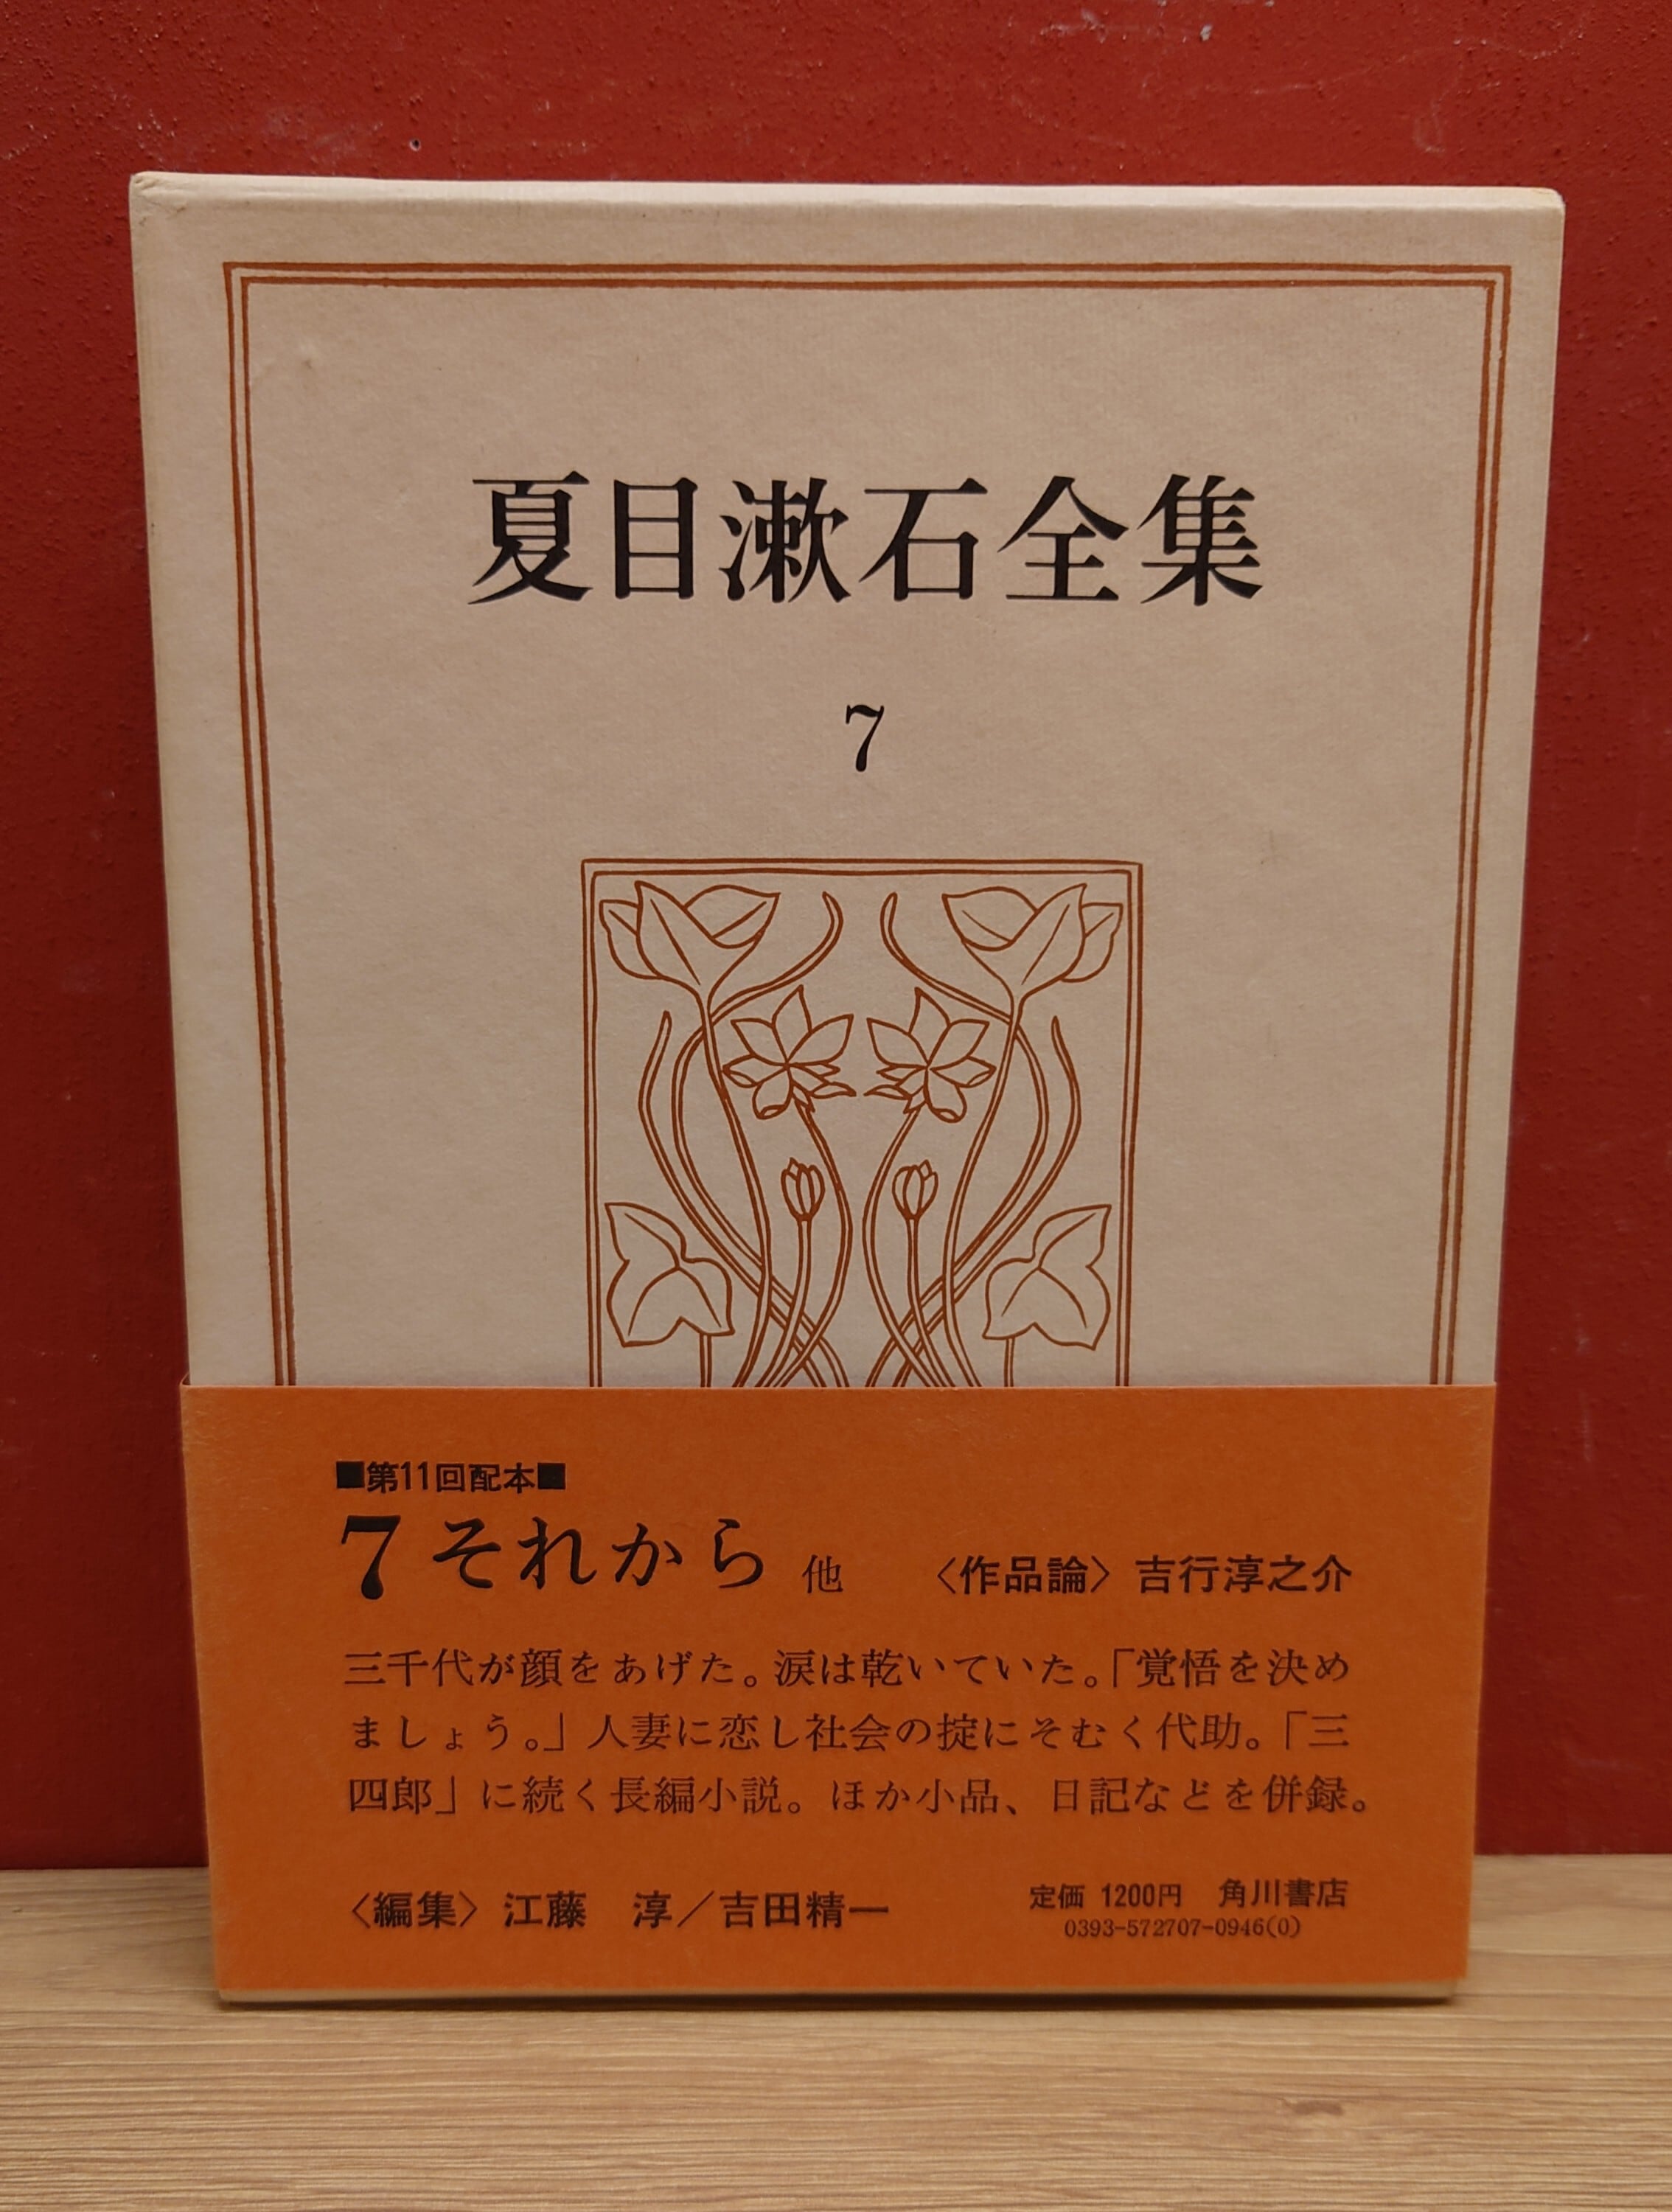 夏目漱石全集
7
■第11回配本■
7 それから 他 〈作品論〉吉行淳之介
三千代が顔をあげた。涙は乾いていた。「覚悟を決め
ましょう。」人妻に恋し社会の掟にそむく代助。「三
四郎」に続く長編小説。ほか小品、日記などを併録。
〈編集〉江藤 淳／吉田精一
定価 1200円 角川書店
0393-572707-0946(0)